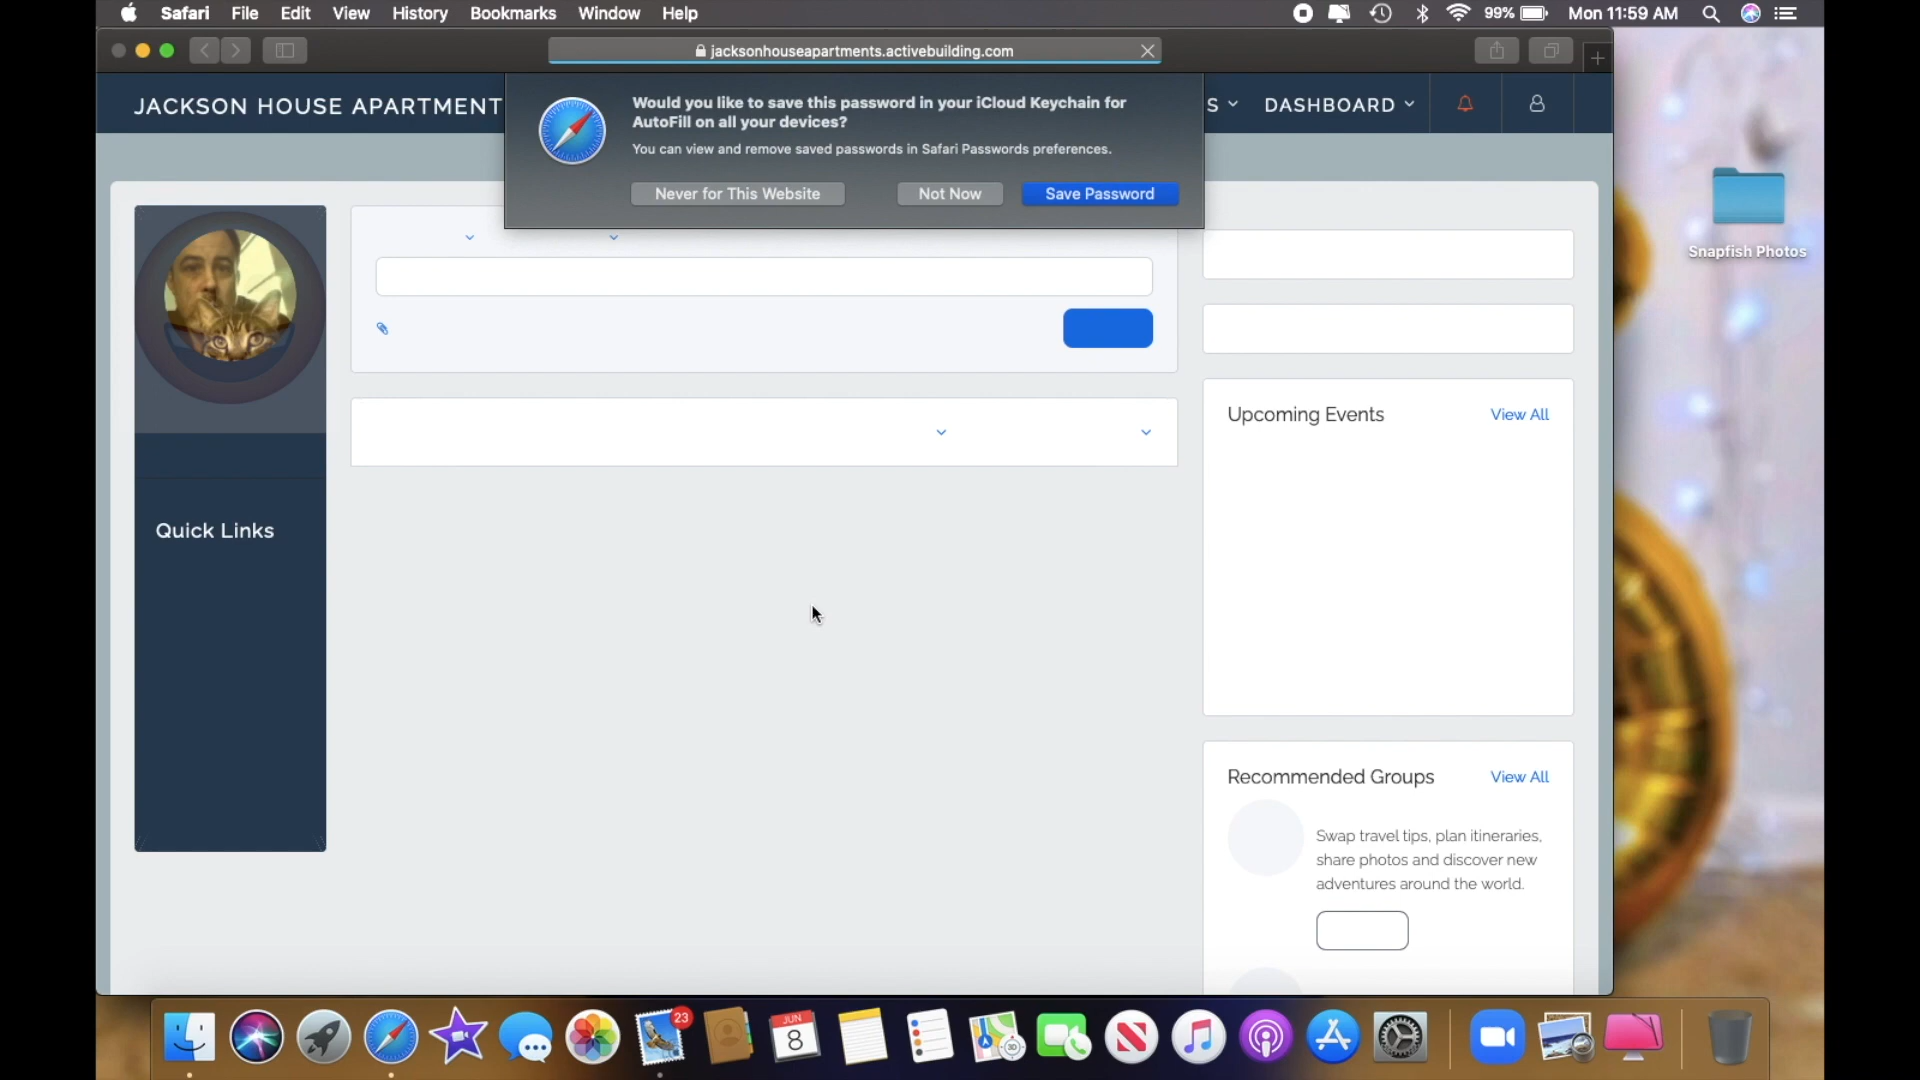 Safari File Edit View History Bookmarks Window Help 99% Mon 11:59 AM
jacksonhouseapartments.activebuilding.com
JACKSON HOUSE APARTMENT
S DASHBOARD
Would you like to save this password in your iCloud Keychain for
AutoFill on all your devices?
You can view and remove saved passwords in Safari Passwords preferences.
Never for This Website Not Now Save Password
Snapfish Photos
Upcoming Events View All
Quick Links
Recommended Groups View All
Swap travel tips, plan itineraries,
share photos and discover new
adventures around the world.
23
JUN
8
3D